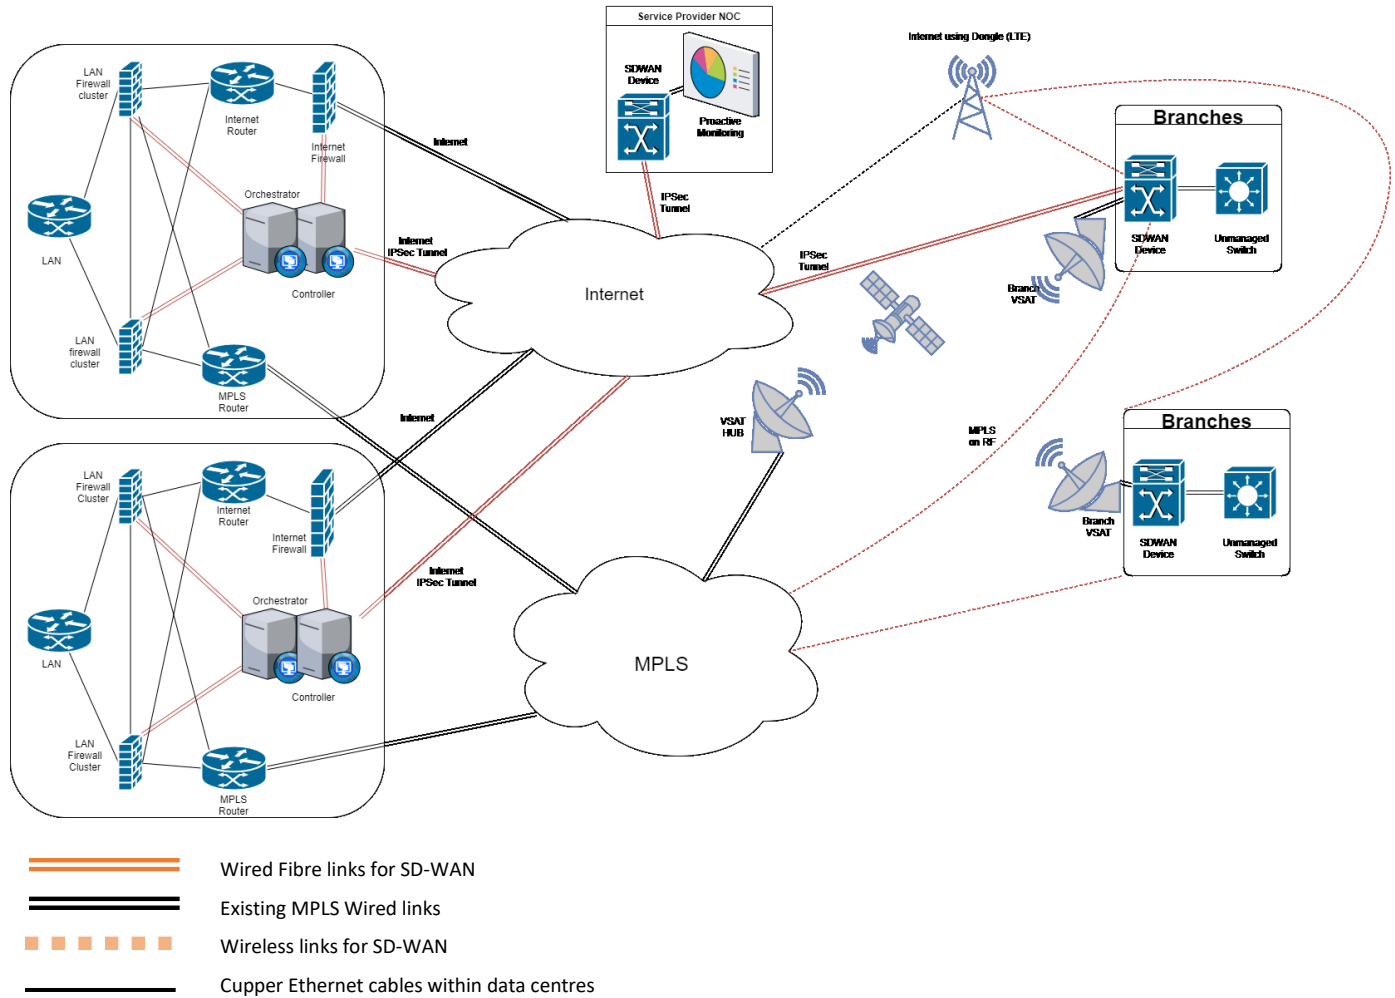 Service Provider NOC
SDWAN
Device
Proactive
Monitoring
IPSec
Tunnel
Internet using Dongle (LTE)
LAN
Firewall
cluster
Internet
Router
Internet
Firewall
Internet
Orchestrator
LAN
Controller
Internet
IPSec Tunnel
LAN
firewall
cluster
MPLS
Router
Internet
IPSec
Tunnel
Branches
SDWAN
Device
Unmanaged
Switch
Branch
VSAT
Internet
VSAT
HUB
MPLS
on RF
Branches
SDWAN
Device
Unmanaged
Switch
Branch
VSAT
LAN
Firewall
Cluster
Internet
Router
Internet
Firewall
Internet
IPSec Tunnel
Orchestrator
LAN
Controller
LAN
Firewall
Cluster
MPLS
Router
MPLS
Wired Fibre links for SD-WAN
Existing MPLS Wired links
Wireless links for SD-WAN
Cupper Ethernet cables within data centres